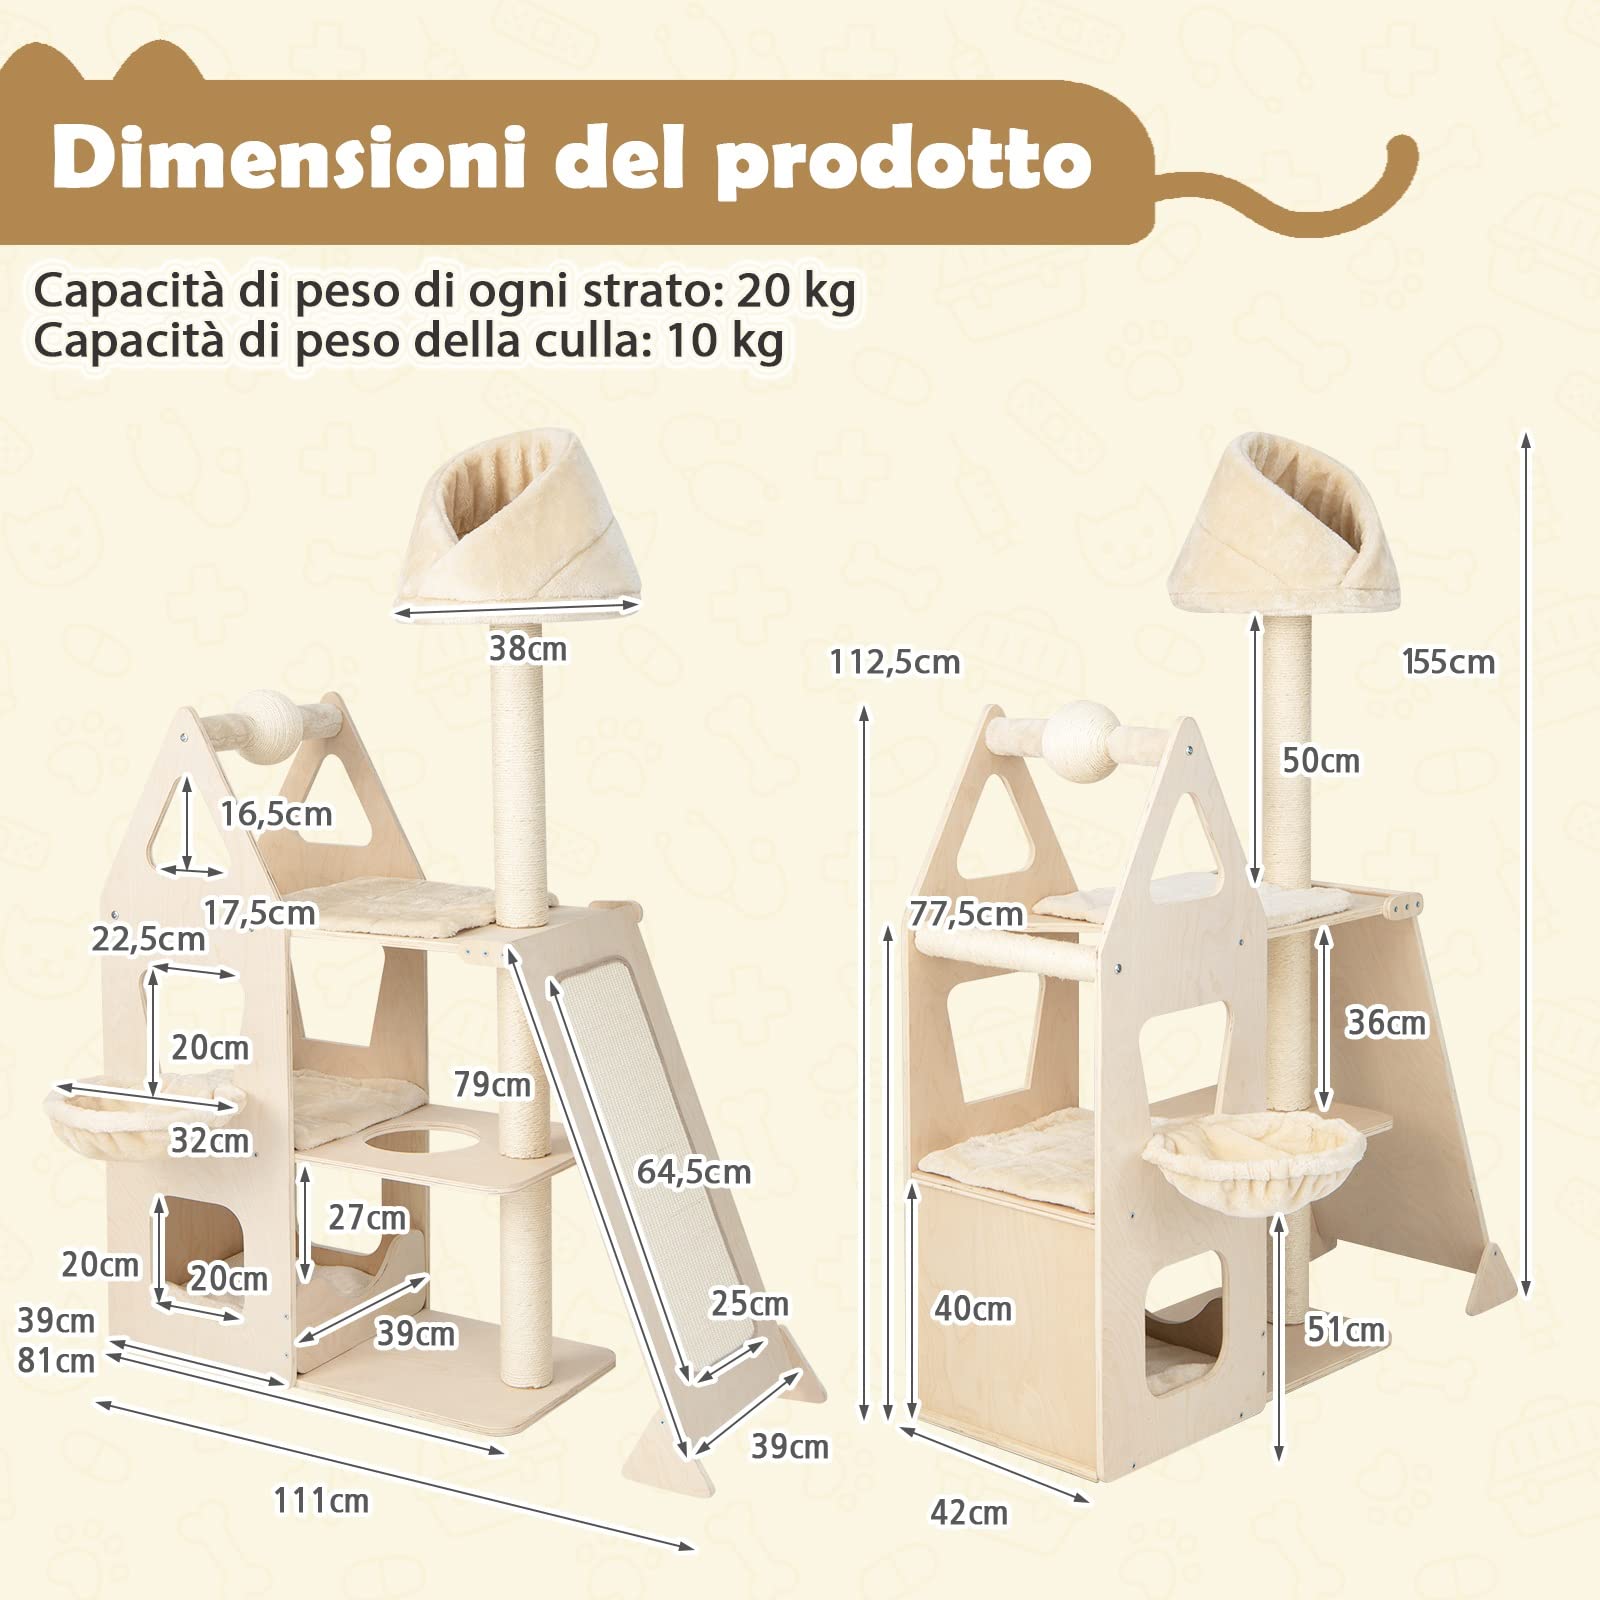 Dimensioni del prodotto
Capacità di peso di ogni strato: 20 kg
Capacità di peso della culla: 10 kg
38cm
112,5cm
155cm
50cm
16,5cm
17,5cm
22,5cm
77,5cm
20cm
36cm
79cm
32cm
64,5cm
27cm
20cm
20cm
25cm
39cm
39cm
81cm
40cm
51cm
39cm
111cm
42cm